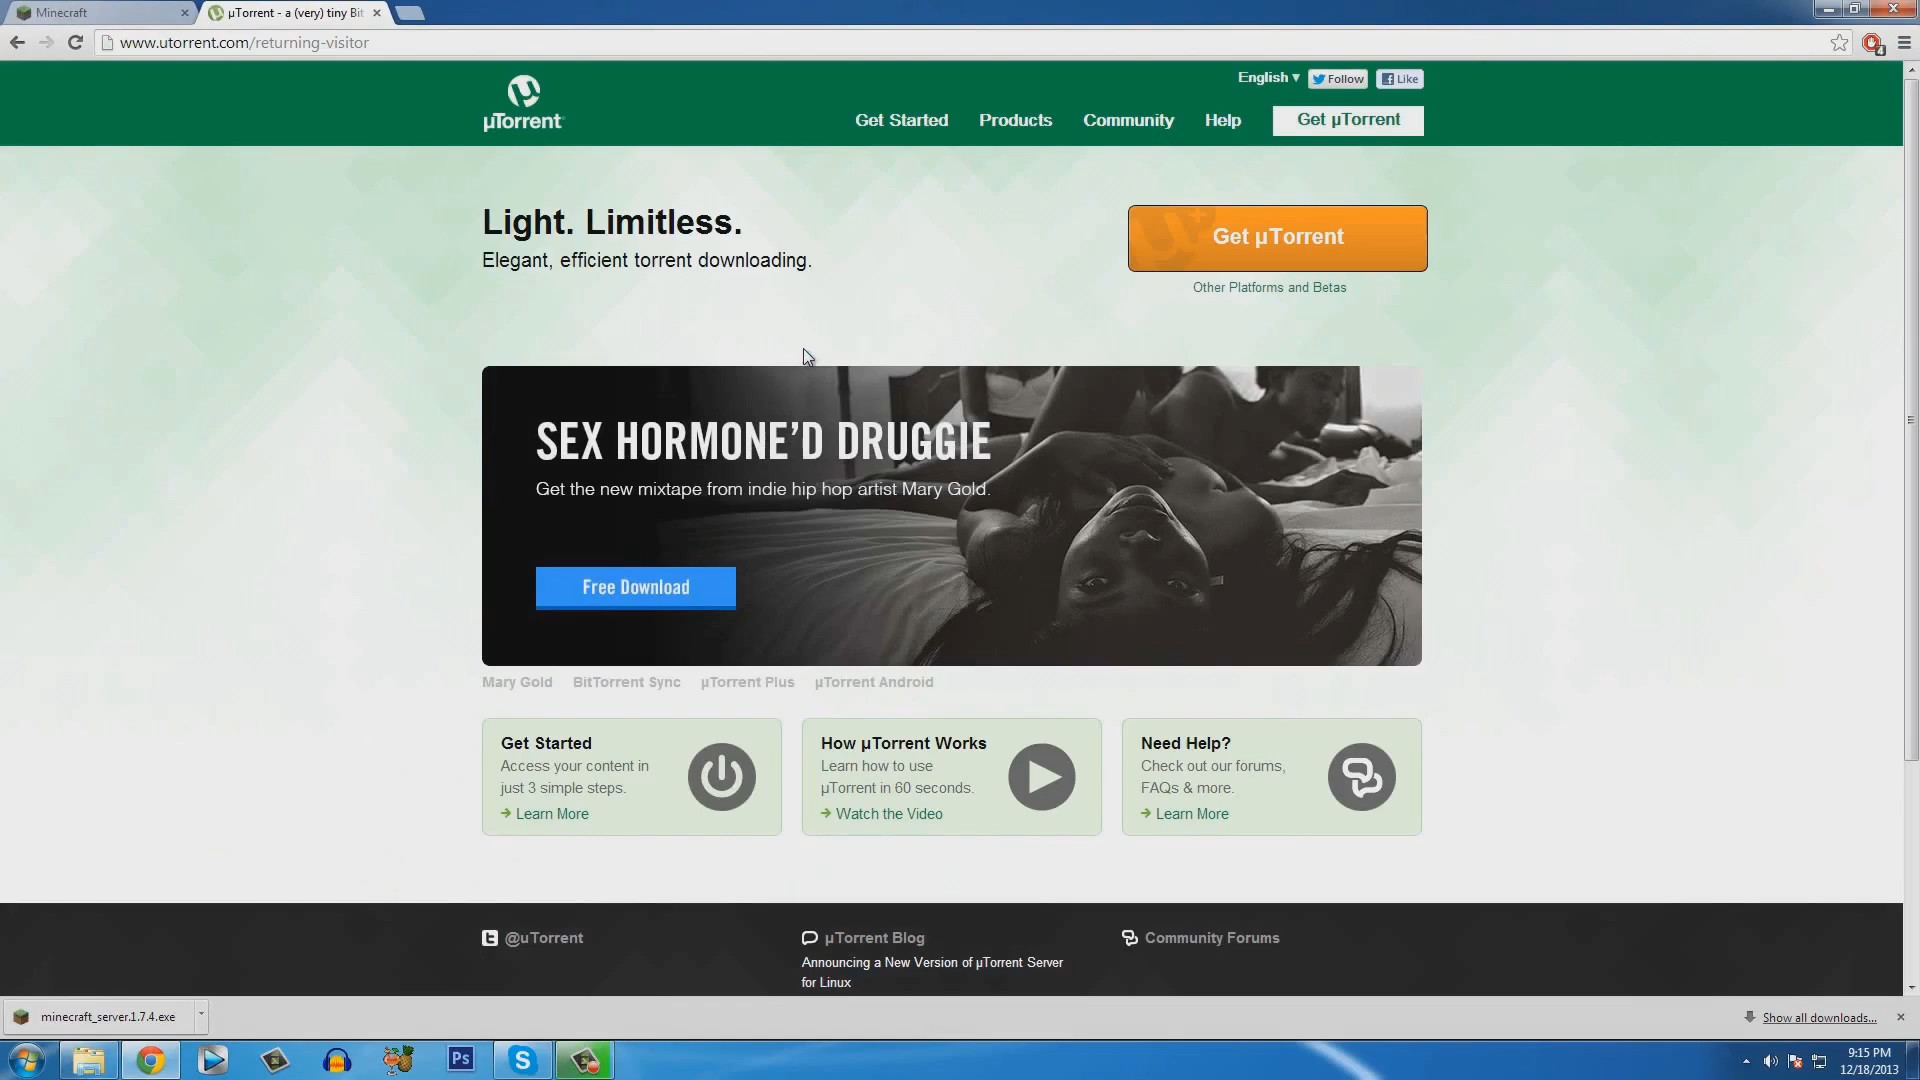 Minecraft
µTorrent - a (very) tiny Bit
www.utorrent.com/returning-visitor
4
English ▾
Follow
Like
µTorrent
Get Started
Products
Community
Help
Get µTorrent
Light. Limitless.
Elegant, efficient torrent downloading.
Get µTorrent
Other Platforms and Betas
SEX HORMONE'D DRUGGIE
Get the new mixtape from indie hip hop artist Mary Gold.
Free Download
Mary Gold
BitTorrent Sync
µTorrent Plus
µTorrent Android
Get Started
Access your content in
just 3 simple steps.
Learn More
How µTorrent Works
Learn how to use
µTorrent in 60 seconds.
Watch the Video
Need Help?
Check out our forums,
FAQs & more.
Learn More
@uTorrent
µTorrent Blog
Announcing a New Version of µTorrent Server
for Linux
Community Forums
minecraft_server.1.7.4.exe
Show all downloads...
Ps
9:15 PM
12/18/2013